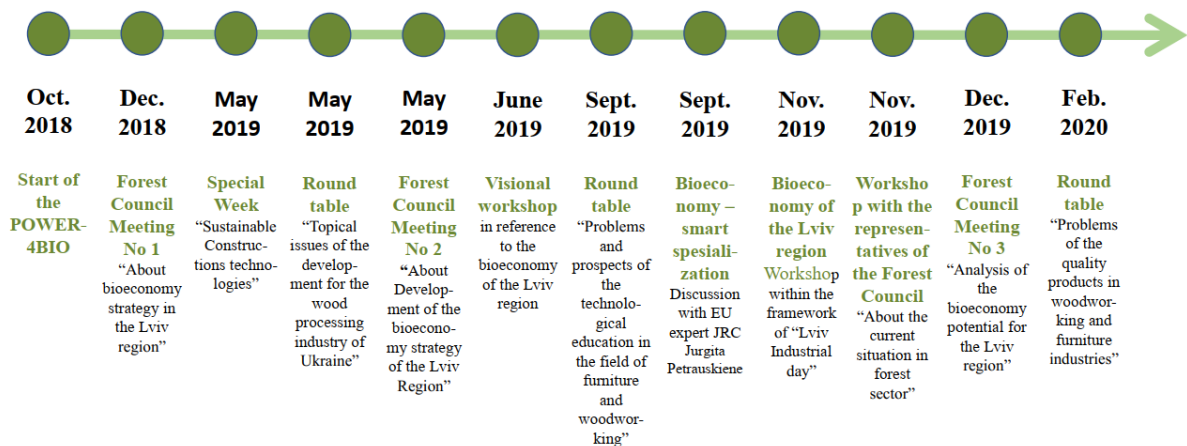 Oct.
2018
Start of
the
POWER-
4BIO
Dec.
2018
Forest
Council
Meeting
No 1
“About
bioeconomy
strategy in
the Lviv
region”
May
2019
Special
Week
“Sustainable
Construc-
tions techno-
logies”
May
2019
Round
table
“Topical
issues of the
develop-
ment for the
wood
processing
industry of
Ukraine”
May
2019
Forest
Council
Meeting
No 2
“About
Develop-
ment of the
bioecono-
my strategy
of the Lviv
Region”
June
2019
Visional
workshop
in reference to
the
bioeconomy
of the Lviv
region
Sept.
2019
Round
table
“Problems
and
prospects of
the
technolo-
gical
education in
the field of
furniture
and
woodwor-
king”
Sept.
2019
Bioeco-
nomy –
smart
spesiali-
zation
Discussion
with EU
expert JRC
Jurgita
Petrauskiene
Nov.
2019
Bioeco-
nomy of
the Lviv
region
Workshop
within the
framework
of “Lviv
Industrial
day”
Nov.
2019
Worksho
p with the
represen-
tatives of
the Forest
Council
“About the
current
situation in
forest
sector”
Dec.
2019
Forest
Council
Meeting
No 3
“Analysis of
the
bioeconomy
potential for
the Lviv
region”
Feb.
2020
Round
table
“Problems
of the
quality
products in
woodwor-
king and
furniture
industries”